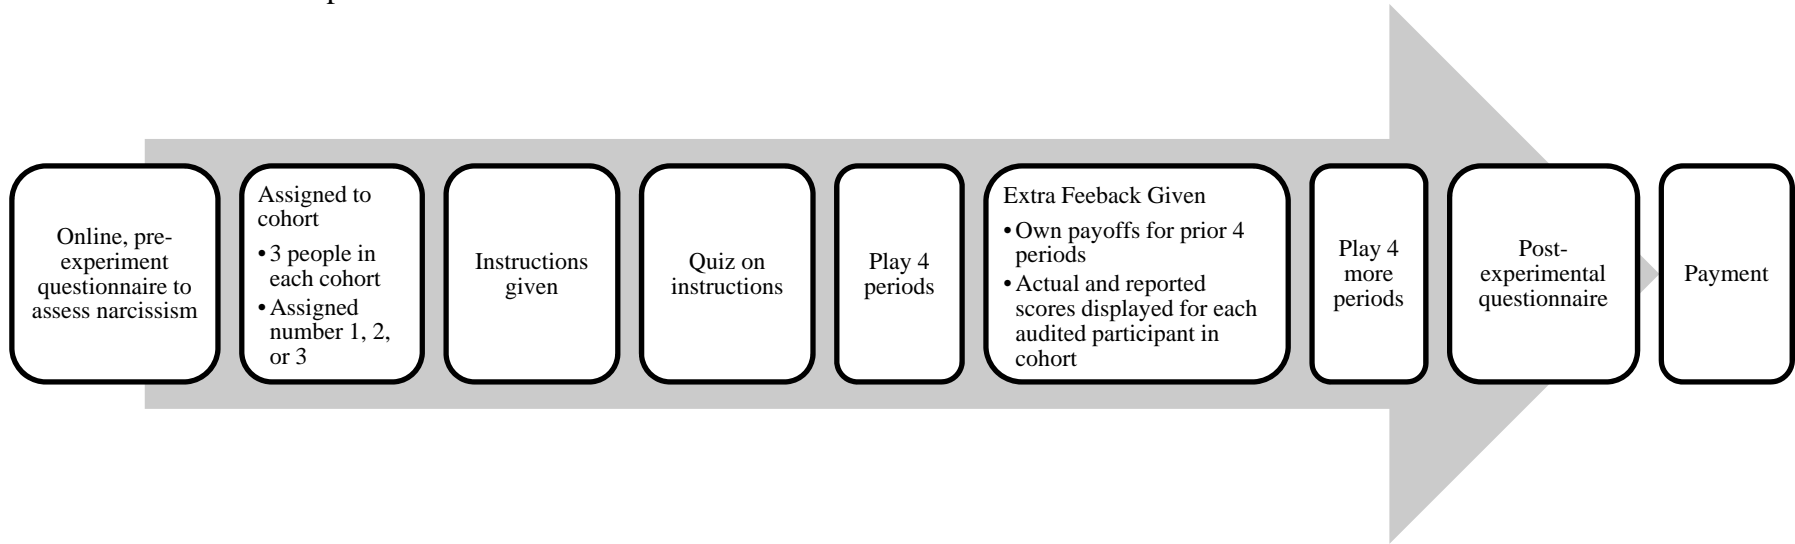 Online, pre-
experiment
questionnaire to
assess narcissism
Assigned to
cohort
• 3 people in
each cohort
• Assigned
number 1, 2,
or 3
Instructions
given
Quiz on
instructions
Play 4
periods
Extra Feeback Given
• Own payoffs for prior 4
periods
• Actual and reported
scores displayed for each
audited participant in
cohort
Play 4
more
periods
Post-
experimental
questionnaire
Payment